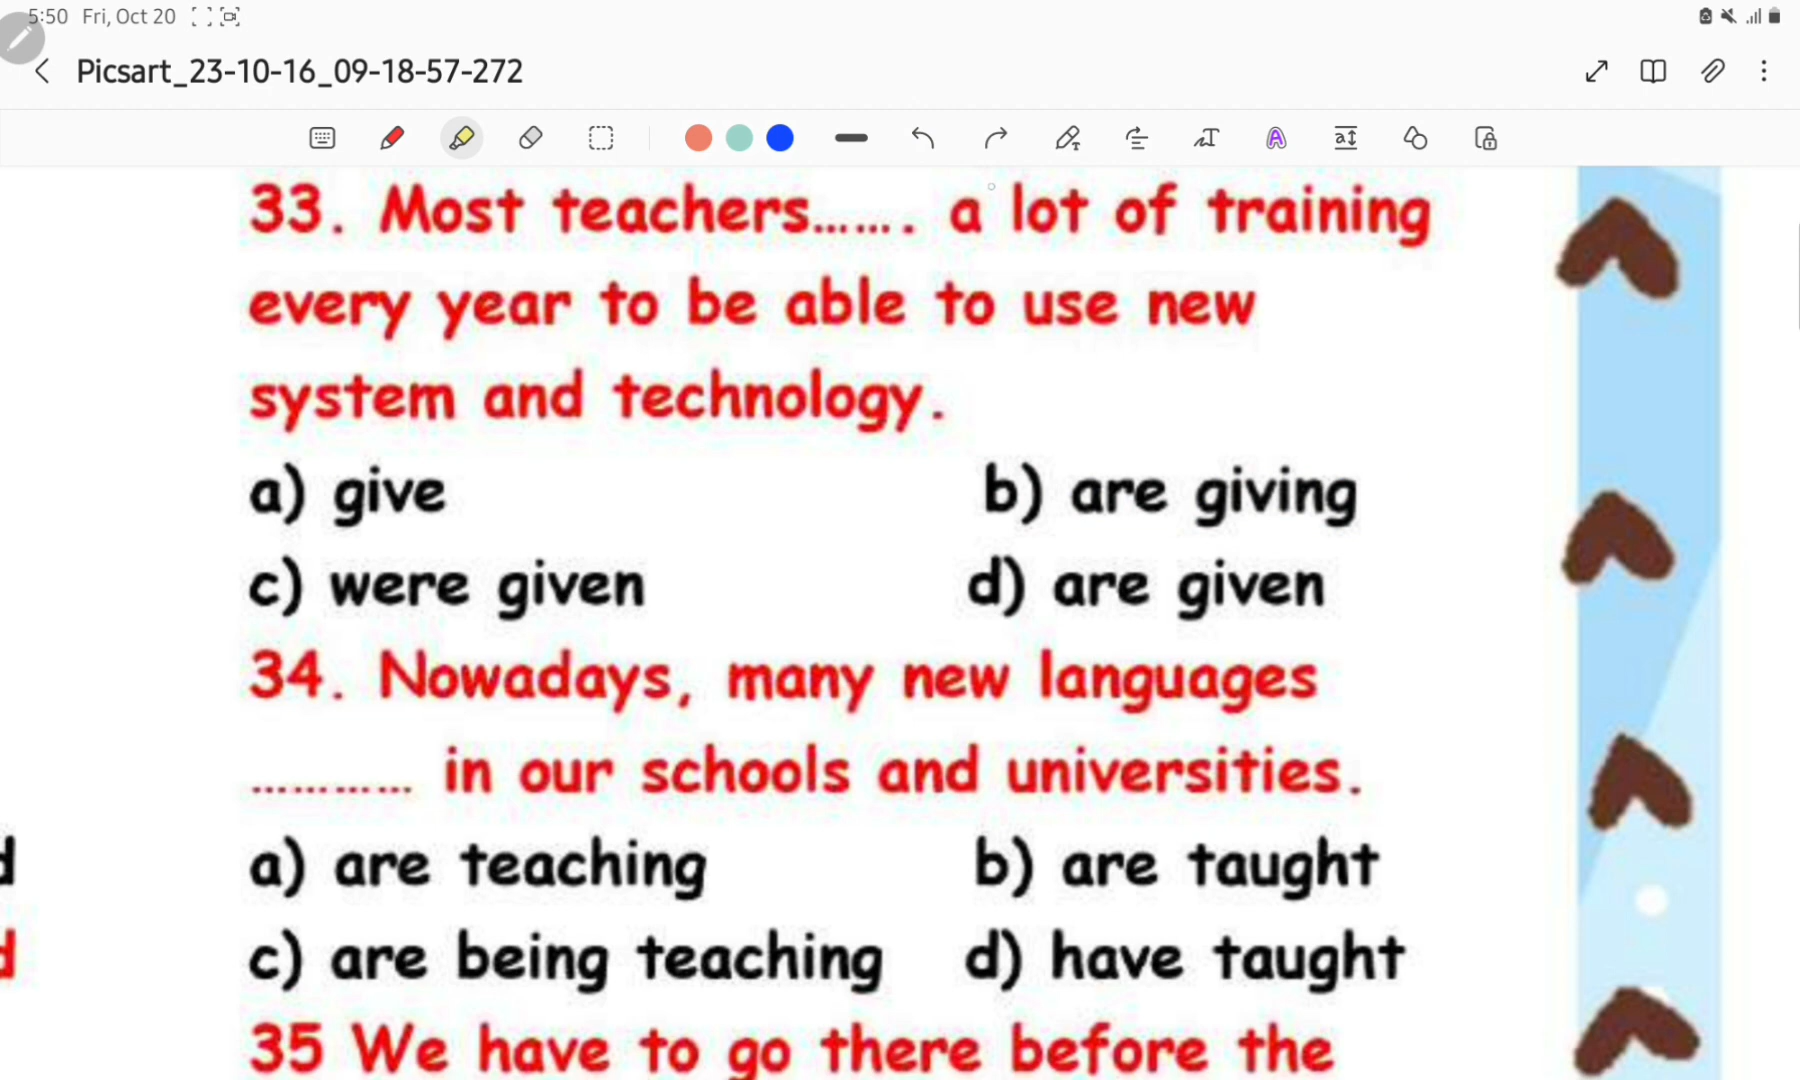 5:50 Fri, Oct 20
Picsart_23-10-16_09-18-57-272
33. Most teachers……. a lot of training
every year to be able to use new
system and technology.
a) give b) are giving
c) were given d) are given
34. Nowadays, many new languages
………… in our schools and universities.
a) are teaching b) are taught
c) are being teaching d) have taught
35 We have to go there before the